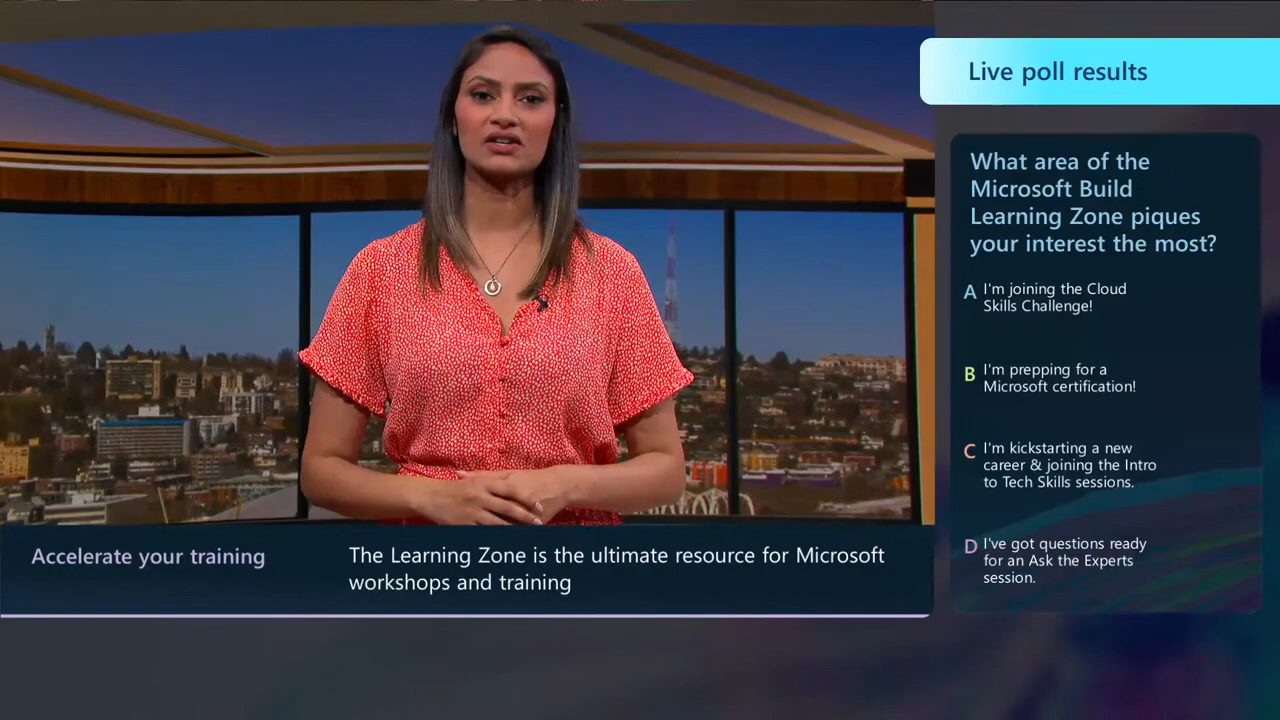 Live poll results
What area of the
Microsoft Build
Learning Zone piques
your interest the most?
A I'm joining the Cloud
Skills Challenge!
B I'm prepping for a
Microsoft certification!
C I'm kickstarting a new
career & joining the Intro
to Tech Skills sessions.
D I've got questions ready
for an Ask the Experts
session.
Accelerate your training
The Learning Zone is the ultimate resource for Microsoft
workshops and training